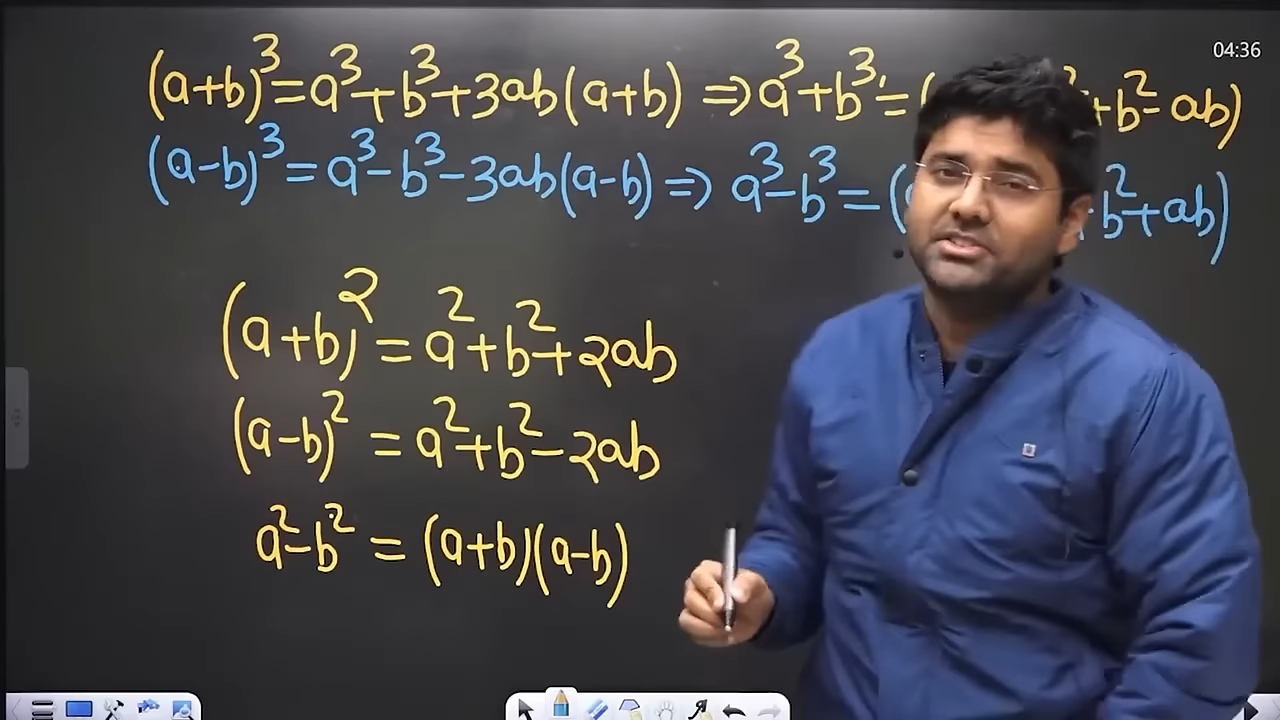 04:36
(a+b)³=a³+b³+3ab(a+b) ⇒a³+b³=( ²+b²-ab)
(a-b)³=a³-b³-3ab(a-b) ⇒ a³-b³=( b²+ab)
(a+b)²=a²+b²+2ab
(a-b)²=a²+b²-2ab
a²-b²=(a+b)(a-b)